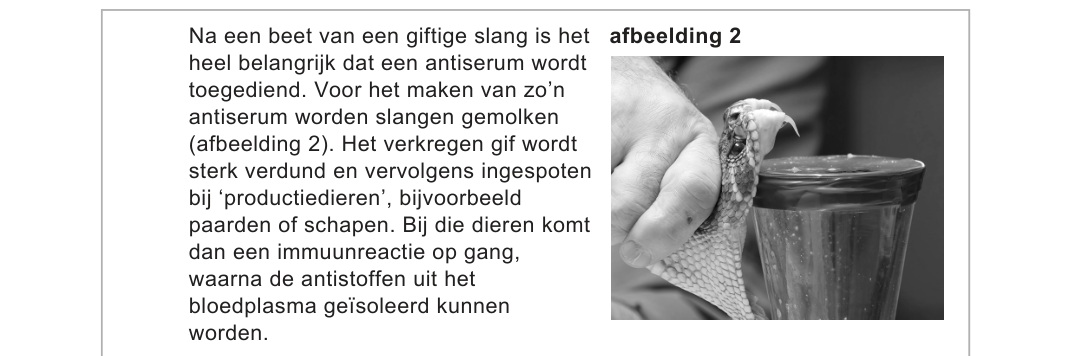 Na een beet van een giftige slang is het
heel belangrijk dat een antiserum wordt
toegediend. Voor het maken van zo’n
antiserum worden slangen gemolken
(afbeelding 2). Het verkregen gif wordt
sterk verdund en vervolgens ingespoten
bij ‘productiedieren’, bijvoorbeeld
paarden of schapen. Bij die dieren komt
dan een immuunreactie op gang,
waarna de antistoffen uit het
bloedplasma geïsoleerd kunnen
worden.
afbeelding 2